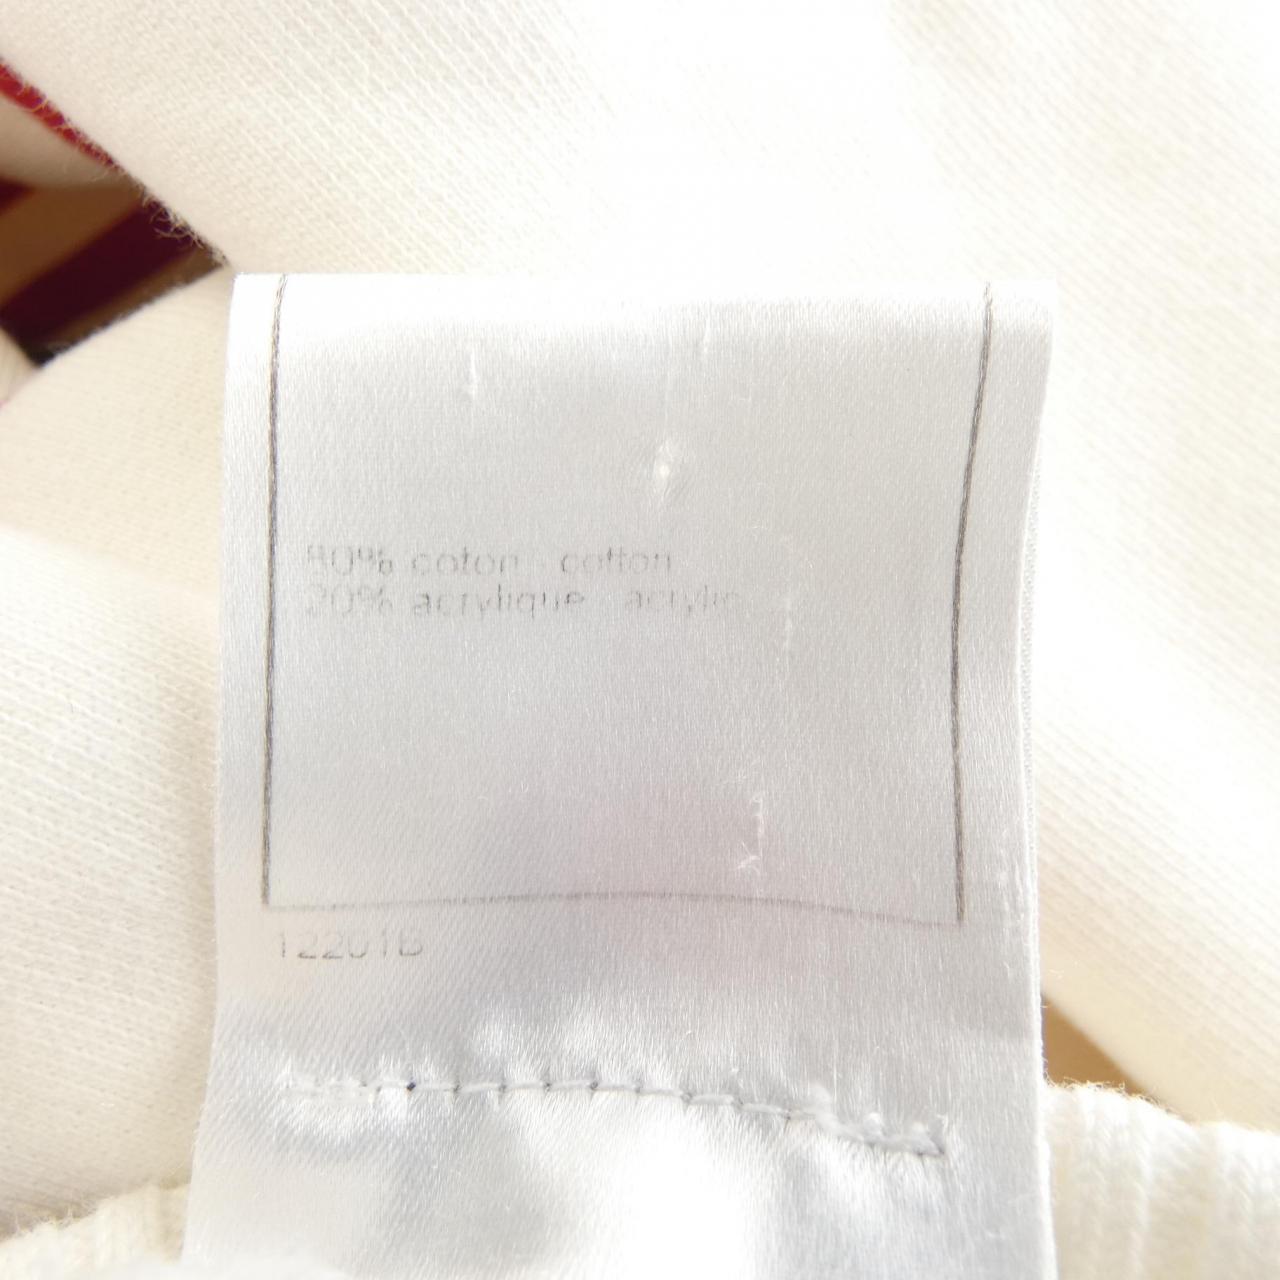 80% coton cotton
20% acrylique acrylic
12201B